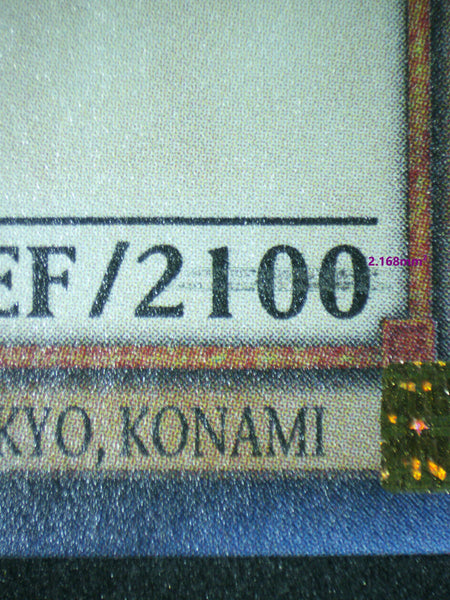 EF/2100
2.168mm
KYO, KONAMI